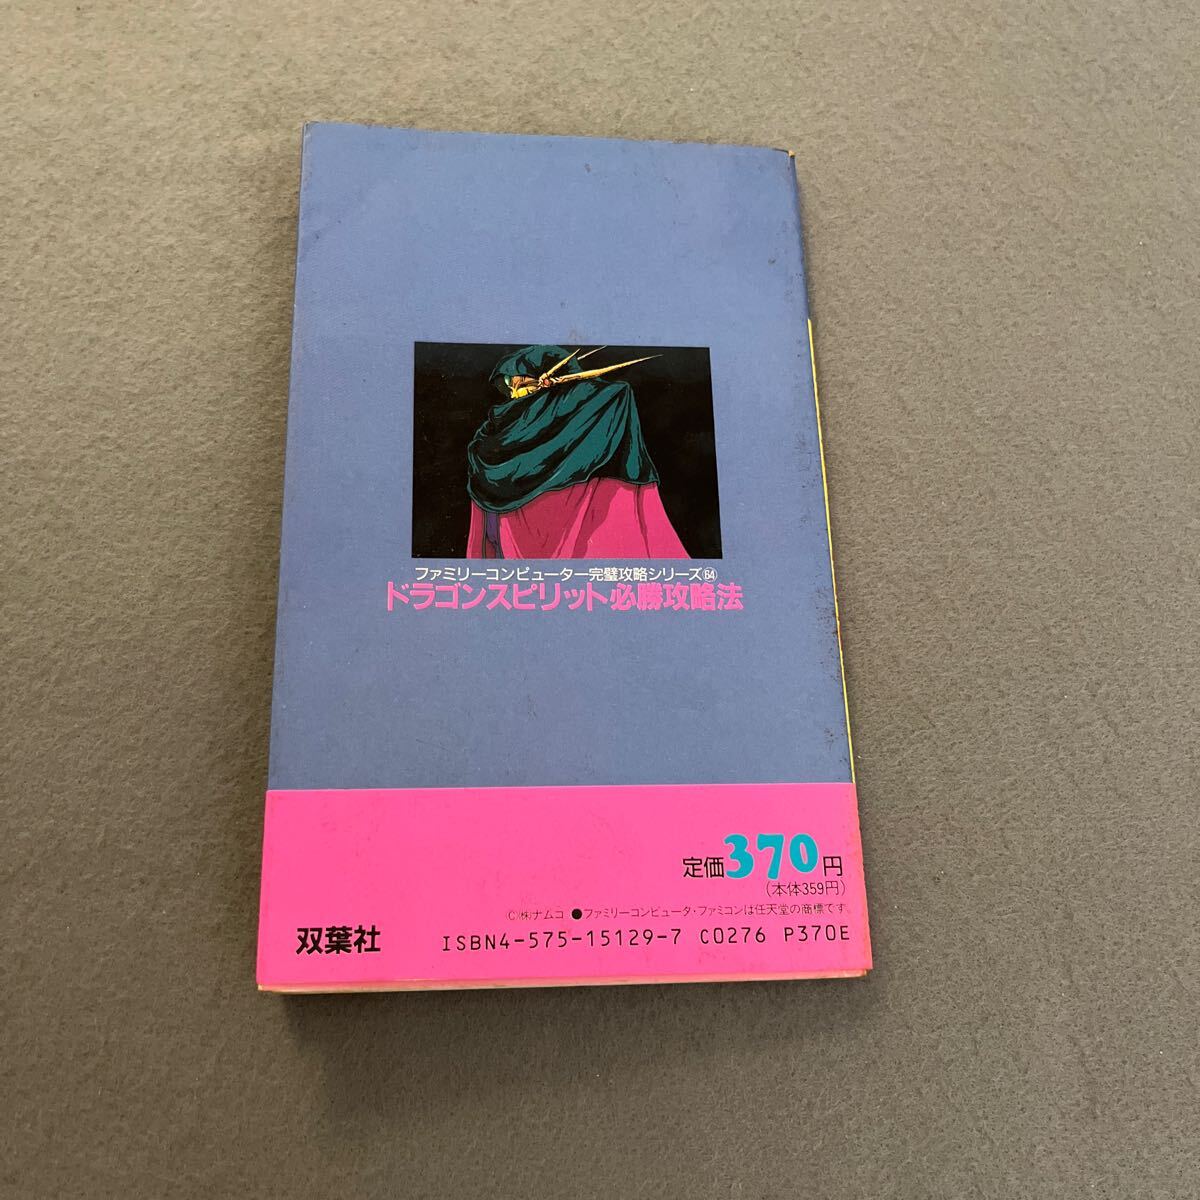 ファミリーコンピューター完璧攻略シリーズ64
ドラゴンスピリット必勝攻略法
定価370円
(本体359円)
©㈱ナムコ ●ファミリーコンピュータ・ファミコンは任天堂の商標です。
双葉社
ISBN4-575-15129-7 C0276 P370E